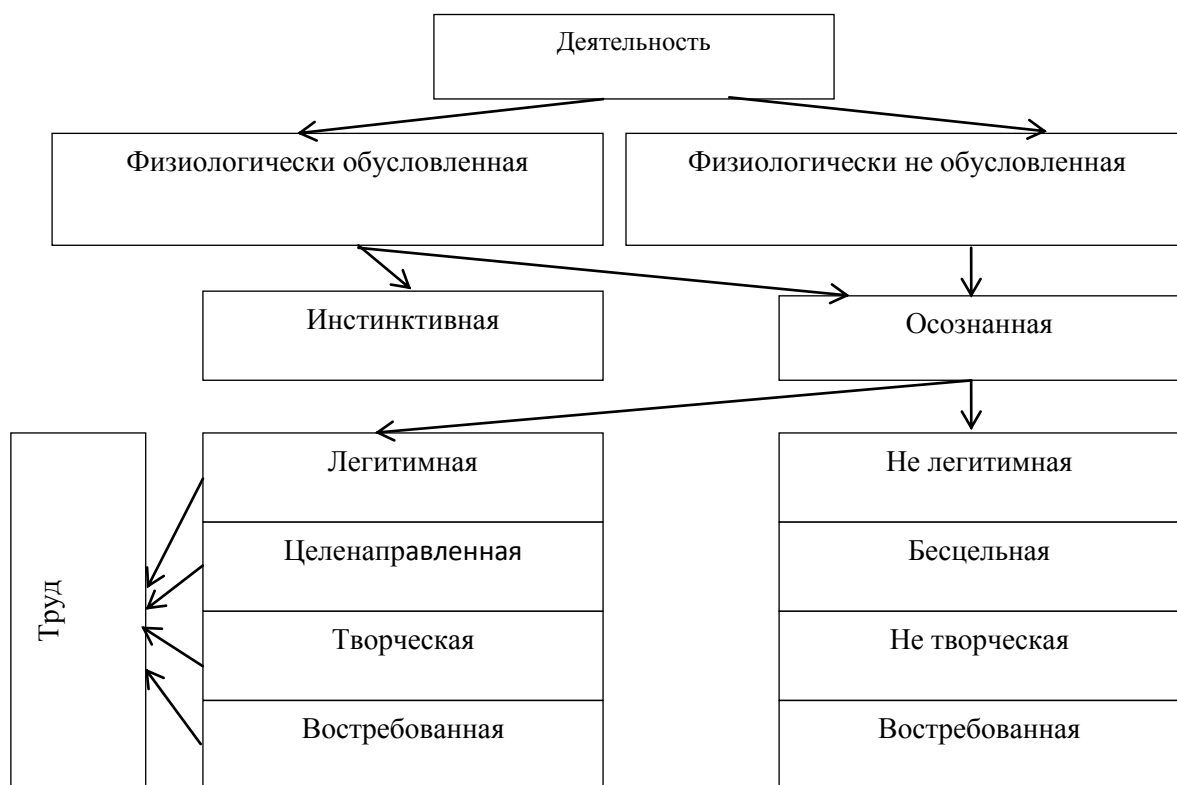 Деятельность
Физиологически обусловленная
Физиологически не обусловленная
Инстинктивная
Осознанная
Труд
Легитимная
Не легитимная
Целенаправленная
Бесцельная
Творческая
Не творческая
Востребованная
Востребованная